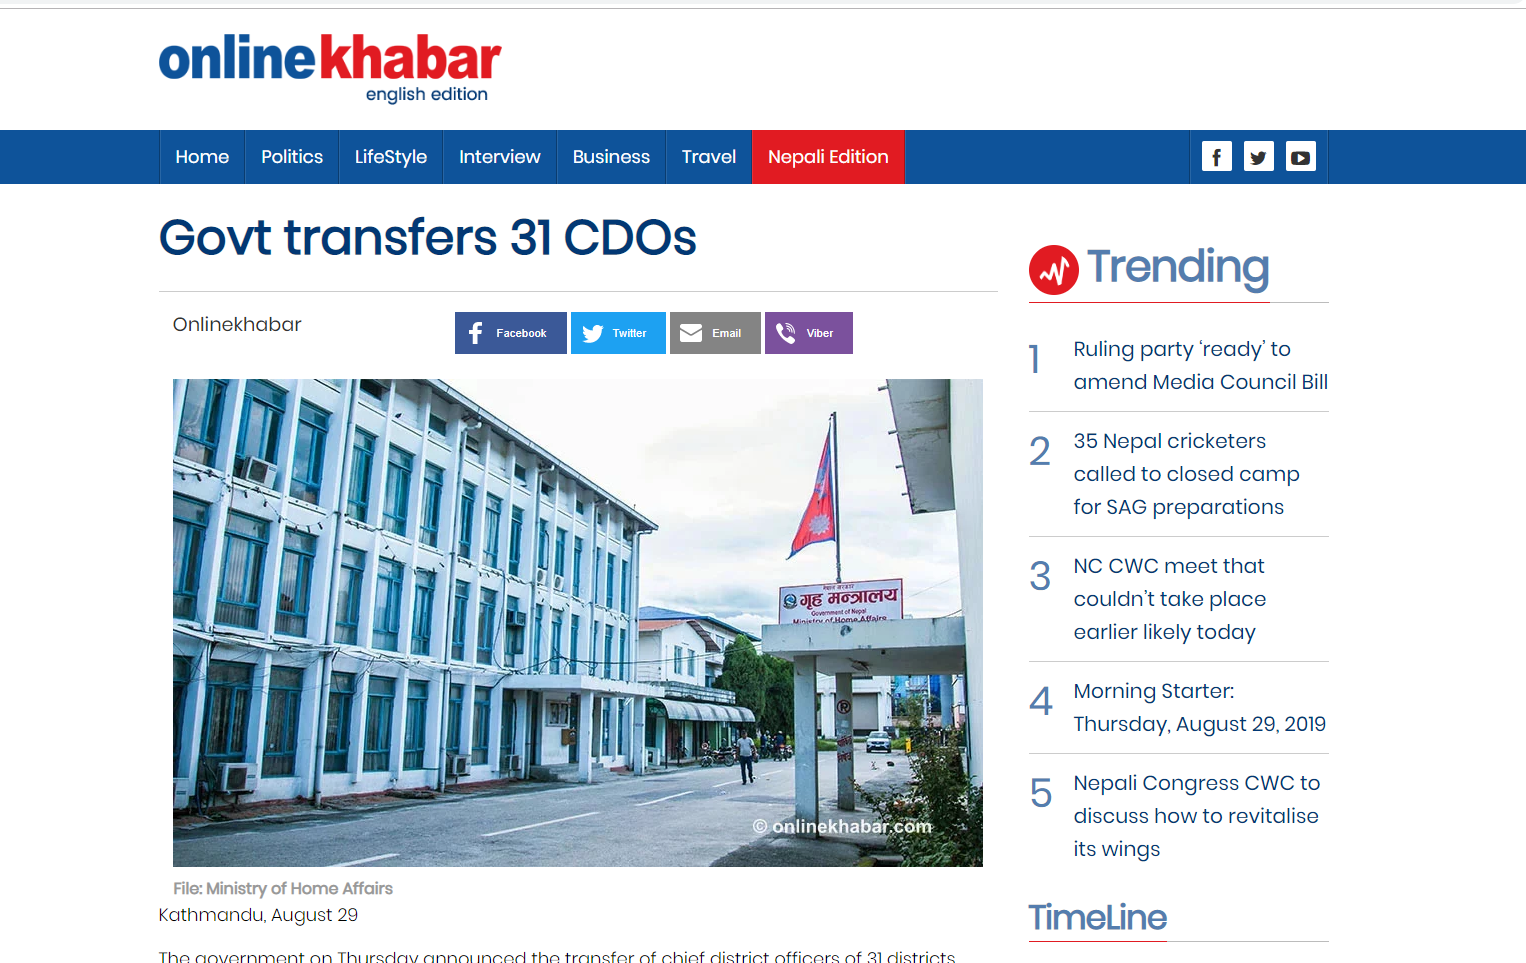 onlinekhabar
english edition
Home Politics LifeStyle Interview Business Travel Nepali Edition
Govt transfers 31 CDOs
Onlinekhabar
Facebook Twitter Email Viber
नेपाल सरकार
गृह मन्त्रालय
Government of Nepal
Ministry of Home Affairs
© onlinekhabar.com
File: Ministry of Home Affairs
Kathmandu, August 29
The government on Thursday announced the transfer of chief district officers of 31 districts
Trending
1 Ruling party ‘ready’ to
amend Media Council Bill
2 35 Nepal cricketers
called to closed camp
for SAG preparations
3 NC CWC meet that
couldn’t take place
earlier likely today
4 Morning Starter:
Thursday, August 29, 2019
5 Nepali Congress CWC to
discuss how to revitalise
its wings
TimeLine